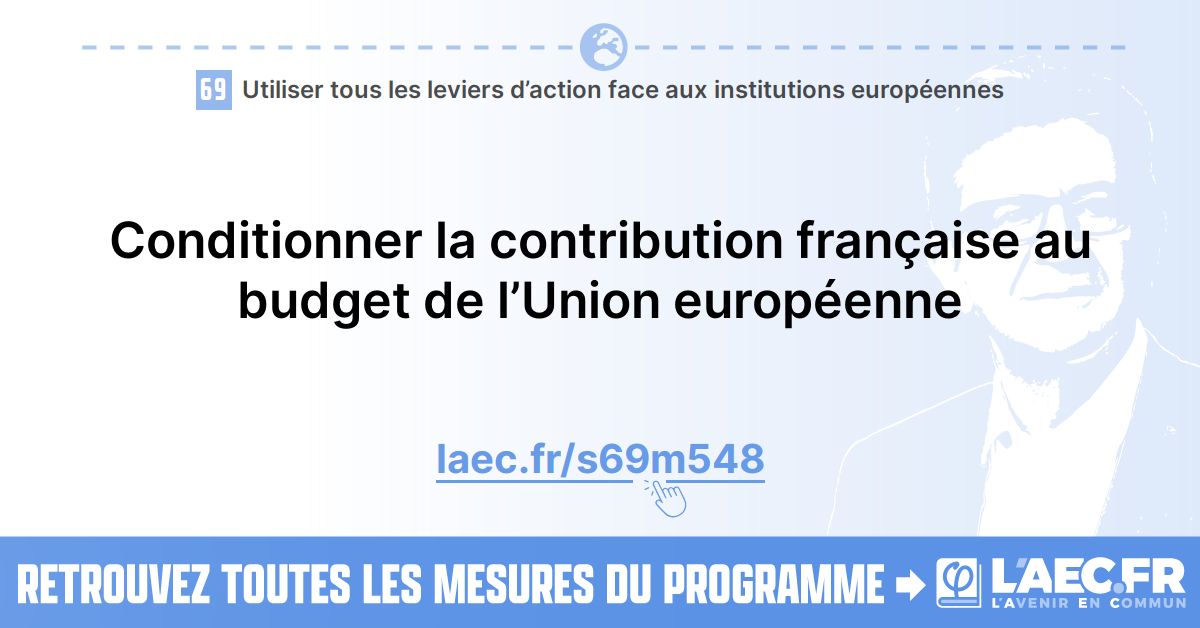 69 Utiliser tous les leviers d’action face aux institutions européennes
Conditionner la contribution française au
budget de l’Union européenne
laec.fr/s69m548
RETROUVEZ TOUTES LES MESURES DU PROGRAMME
L'AEC.FR
L'AVENIR EN COMMUN